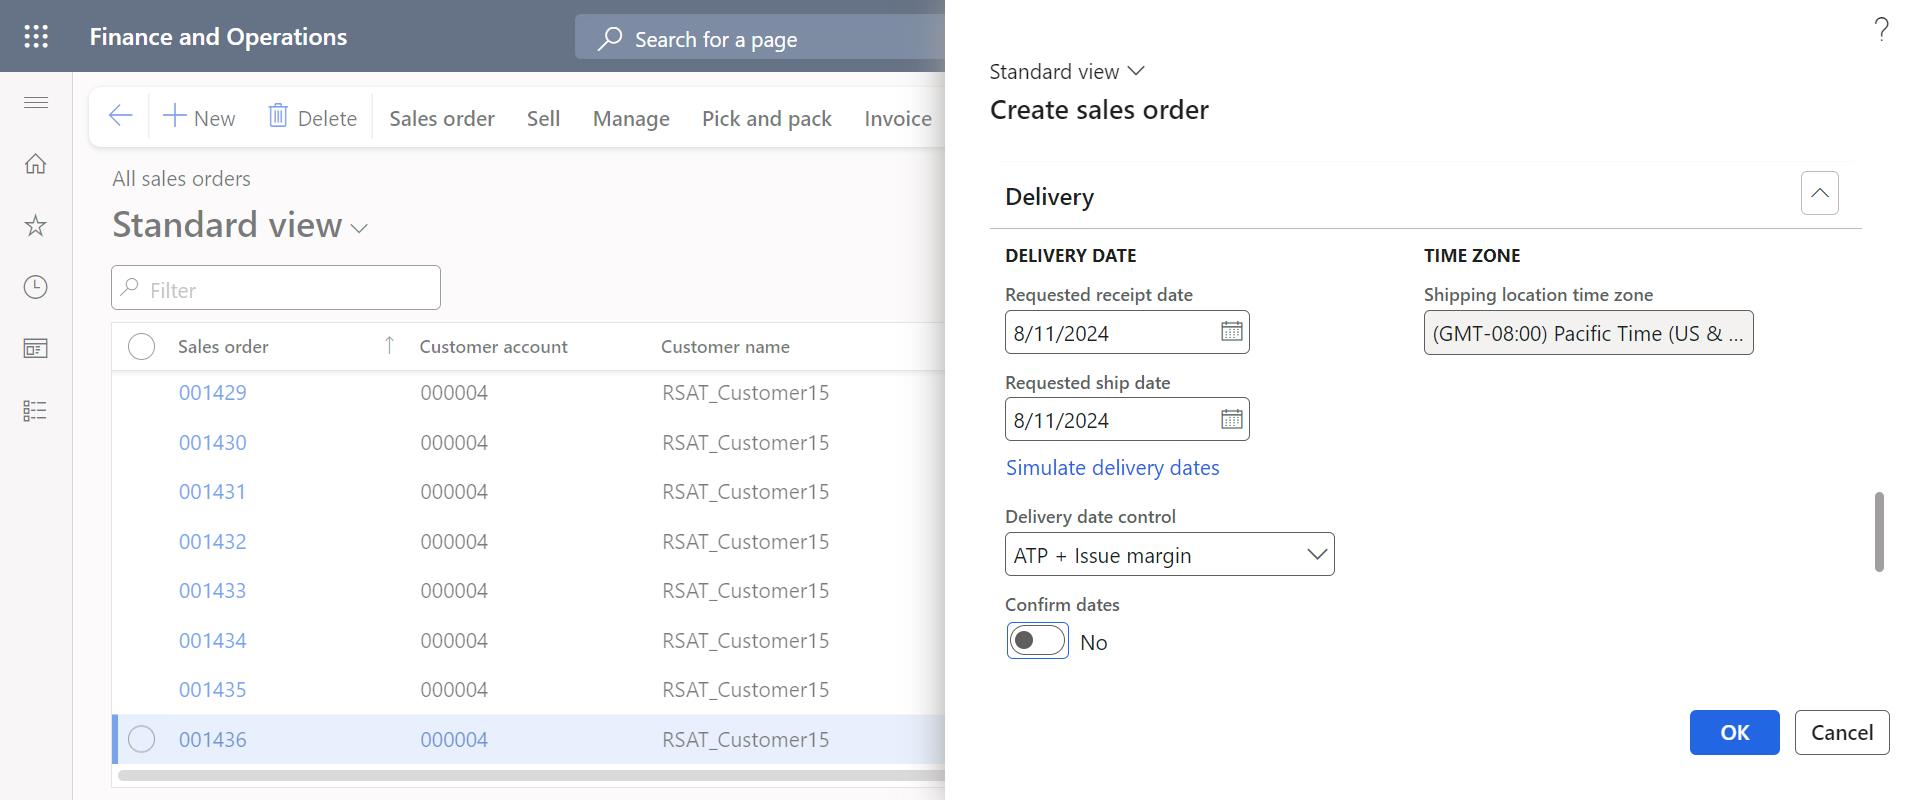 Finance and Operations
Search for a page
New
Delete
Sales order
Sell
Manage
Pick and pack
Invoice
All sales orders
Standard view
Filter
Sales order
Customer account
Customer name
001429 000004 RSAT_Customer15
001430 000004 RSAT_Customer15
001431 000004 RSAT_Customer15
001432 000004 RSAT_Customer15
001433 000004 RSAT_Customer15
001434 000004 RSAT_Customer15
001435 000004 RSAT_Customer15
001436 000004 RSAT_Customer15
?
Standard view
Create sales order
Delivery
DELIVERY DATE
Requested receipt date
8/11/2024
Requested ship date
8/11/2024
Simulate delivery dates
Delivery date control
ATP + Issue margin
Confirm dates
No
TIME ZONE
Shipping location time zone
(GMT-08:00) Pacific Time (US & ...
OK
Cancel